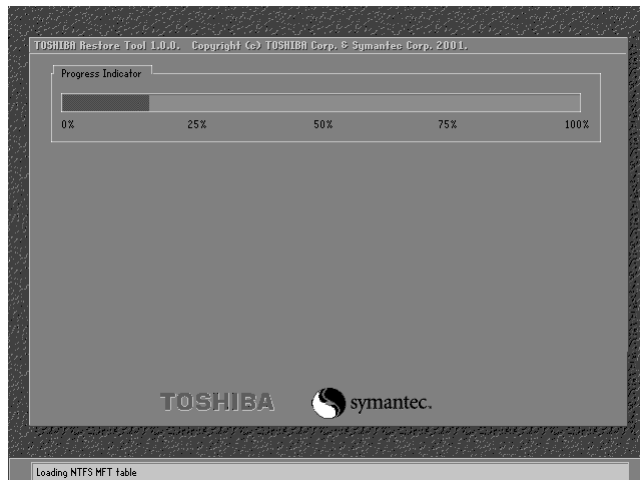 TOSHIBA Restore Tool 1.0.0. Copyright (c) TOSHIBA Corp. & Symantec Corp. 2001.
Progress Indicator
0% 25% 50% 75% 100%
TOSHIBA symantec.
Loading NTFS MFT table